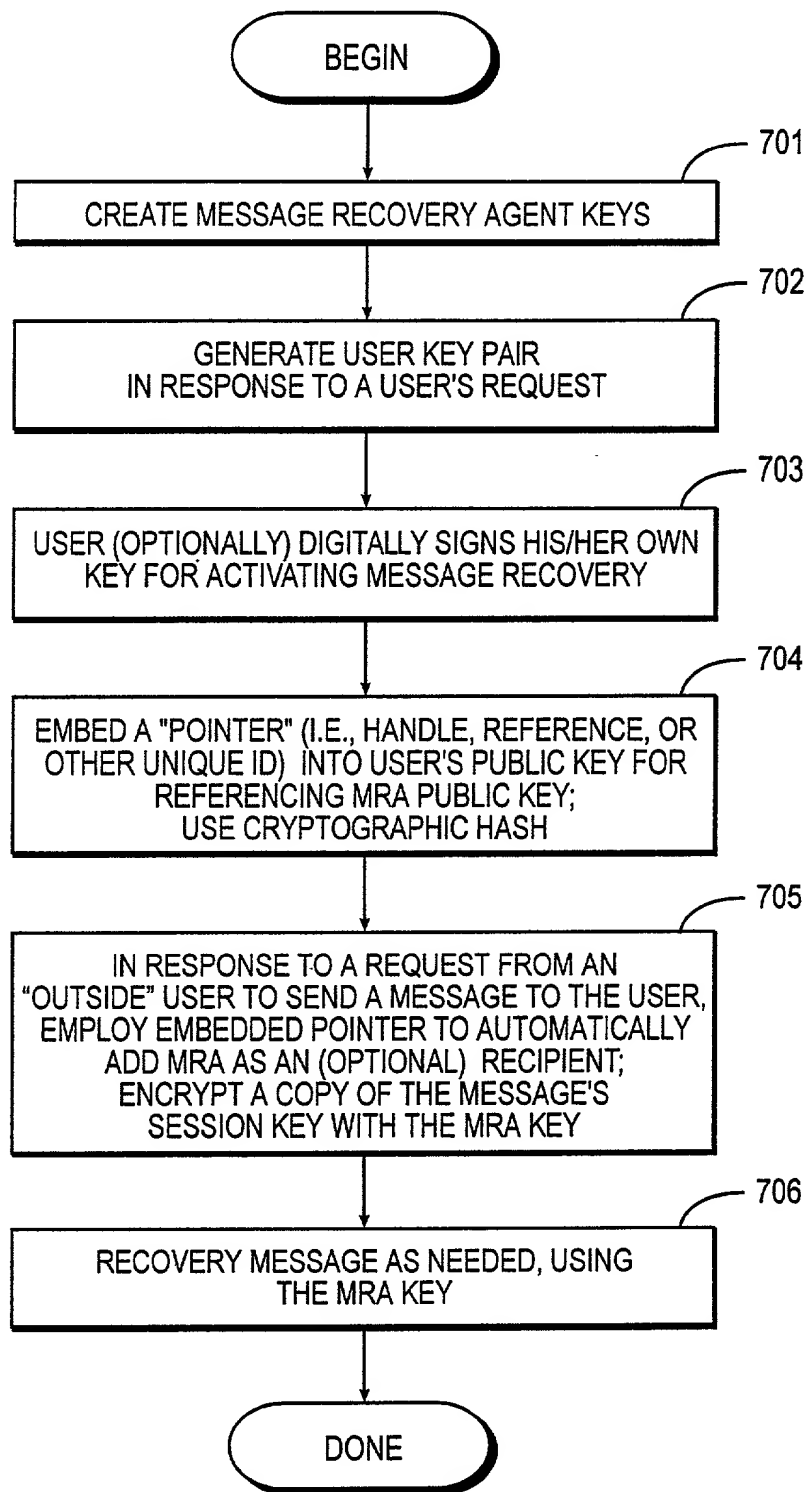 BEGIN
701
CREATE MESSAGE RECOVERY AGENT KEYS
702
GENERATE USER KEY PAIR
IN RESPONSE TO A USER'S REQUEST
703
USER (OPTIONALLY) DIGITALLY SIGNS HIS/HER OWN
KEY FOR ACTIVATING MESSAGE RECOVERY
704
EMBED A "POINTER" (I.E., HANDLE, REFERENCE, OR
OTHER UNIQUE ID) INTO USER'S PUBLIC KEY FOR
REFERENCING MRA PUBLIC KEY;
USE CRYPTOGRAPHIC HASH
705
IN RESPONSE TO A REQUEST FROM AN
“OUTSIDE” USER TO SEND A MESSAGE TO THE USER,
EMPLOY EMBEDDED POINTER TO AUTOMATICALLY
ADD MRA AS AN (OPTIONAL) RECIPIENT;
ENCRYPT A COPY OF THE MESSAGE'S
SESSION KEY WITH THE MRA KEY
706
RECOVERY MESSAGE AS NEEDED, USING
THE MRA KEY
DONE